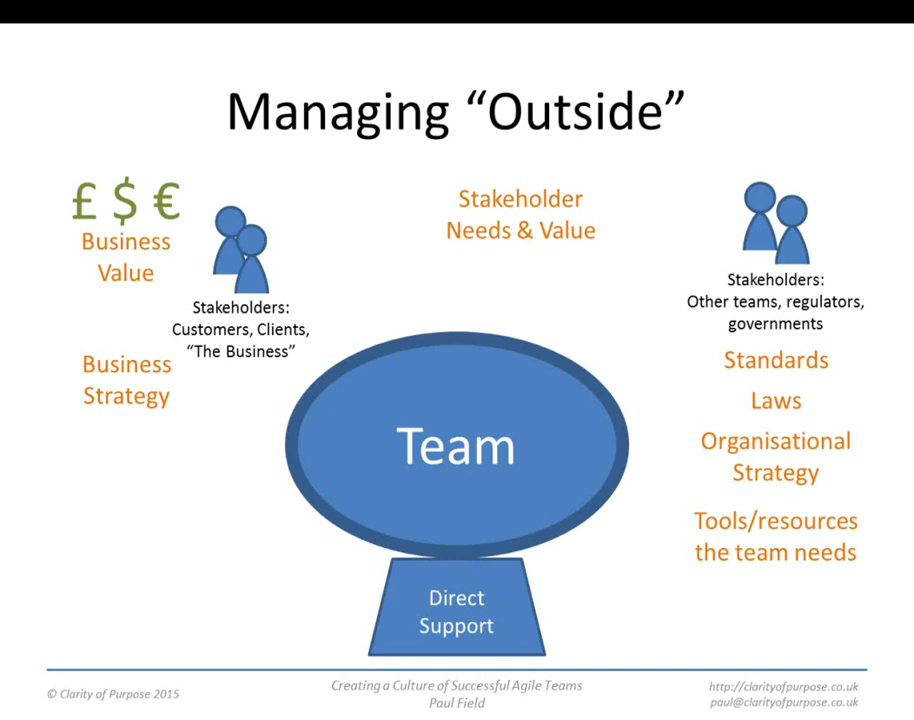 Managing “Outside”
£ $ €
Business
Value
Stakeholders:
Customers, Clients,
“The Business”
Business
Strategy
Stakeholder
Needs & Value
Stakeholders:
Other teams, regulators,
governments
Standards
Laws
Organisational
Strategy
Tools/resources
the team needs
Team
Direct
Support
© Clarity of Purpose 2015
Creating a Culture of Successful Agile Teams
Paul Field
http://clarityofpurpose.co.uk
paul@clarityofpurpose.co.uk